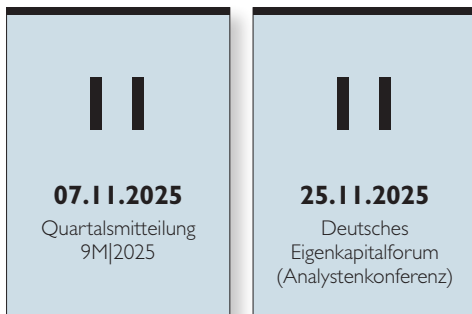 11
07.11.2025
Quartalsmitteilung
9M|2025
11
25.11.2025
Deutsches
Eigenkapitalforum
(Analystenkonferenz)